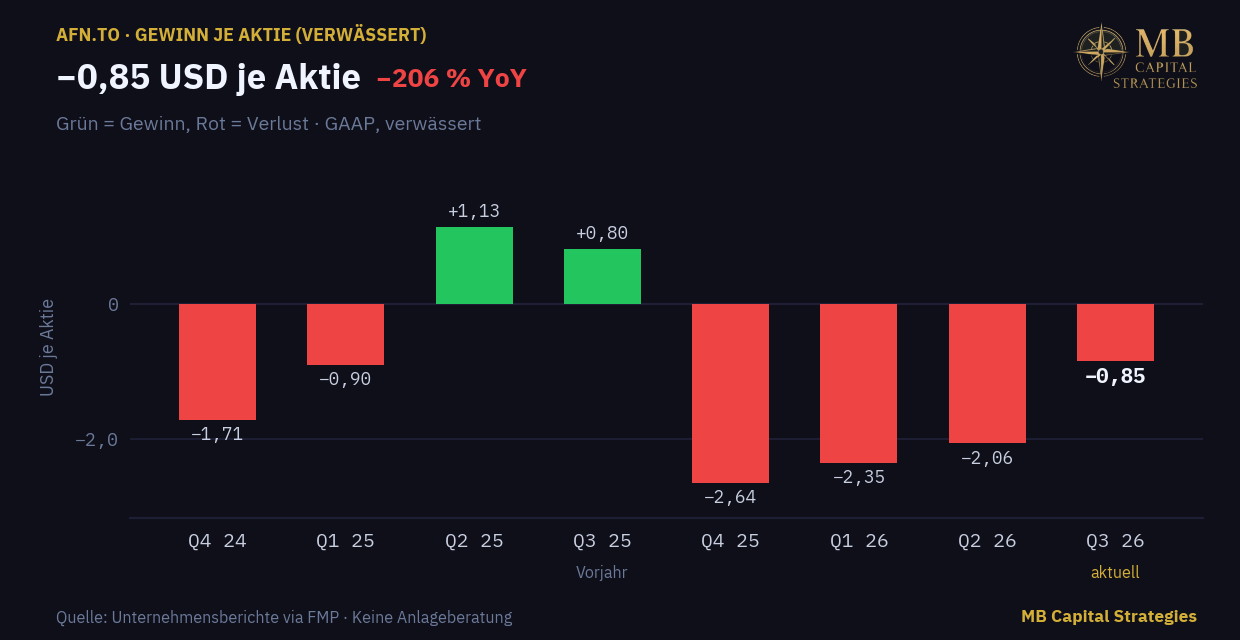 AFN.TO · GEWINN JE AKTIE (VERWÄSSERT)
−0,85 USD je Aktie −206 % YoY
Grün = Gewinn, Rot = Verlust · GAAP, verwässert
MB
CAPITAL
STRATEGIES
USD je Aktie
0
−2,0
−1,71
−0,90
+1,13
+0,80
−2,64
−2,35
−2,06
−0,85
Q4 24 Q1 25 Q2 25 Q3 25 Q4 25 Q1 26 Q2 26 Q3 26
Vorjahr aktuell
Quelle: Unternehmensberichte via FMP · Keine Anlageberatung
MB Capital Strategies